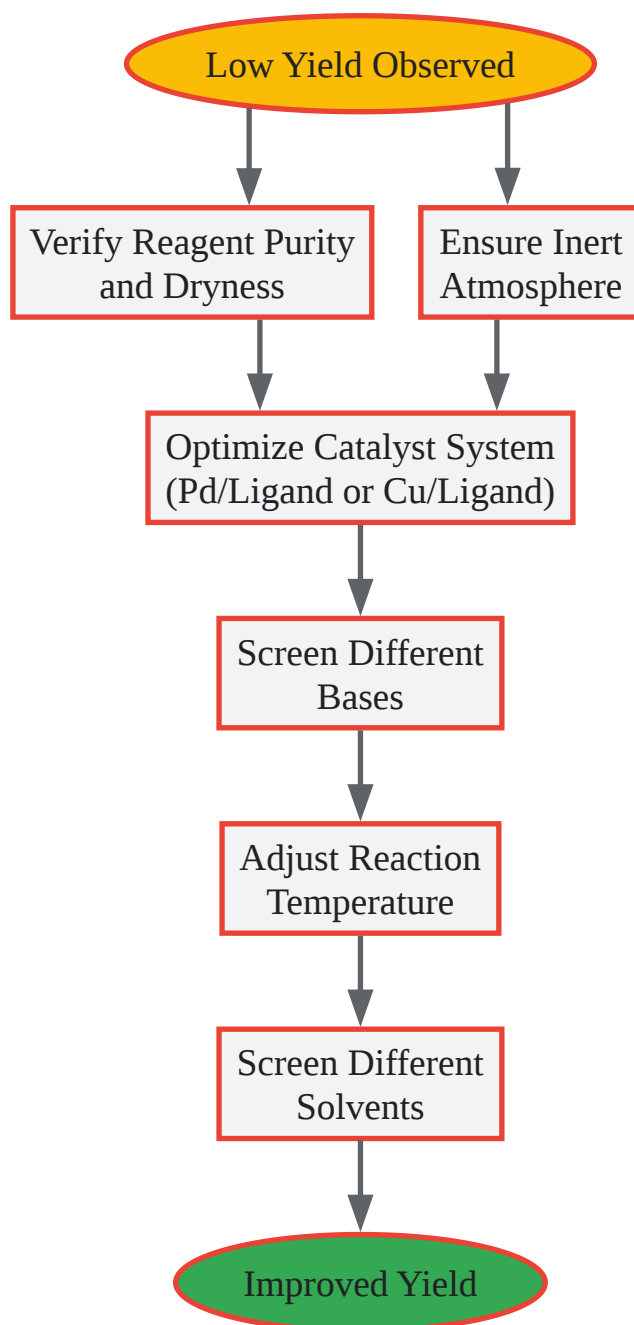 Low Yield Observed
Verify Reagent Purity
and Dryness
Ensure Inert
Atmosphere
Optimize Catalyst System
(Pd/Ligand or Cu/Ligand)
Screen Different
Bases
Adjust Reaction
Temperature
Screen Different
Solvents
Improved Yield